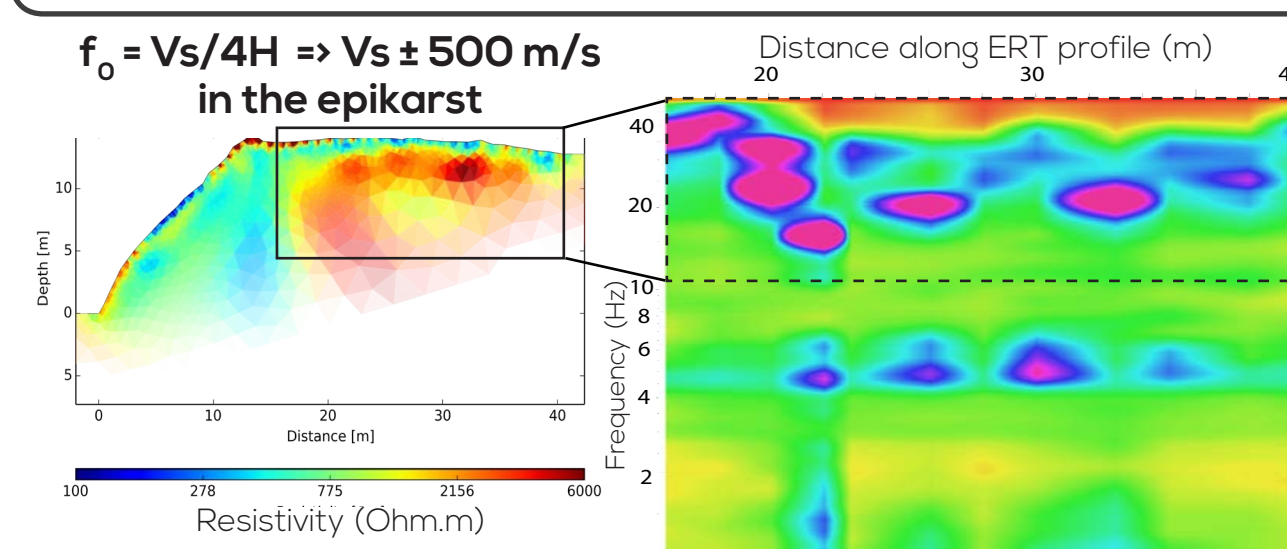 f₀ = Vs/4H => Vs ± 500 m/s
in the epikarst
Depth [m]
10
5
0
5
0 10 20 30 40
Distance [m]
100 278 775 2156 6000
Resistivity (Ohm.m)
Distance along ERT profile (m)
20 30 4
Frequency (Hz)
40
20
10
8
6
4
2